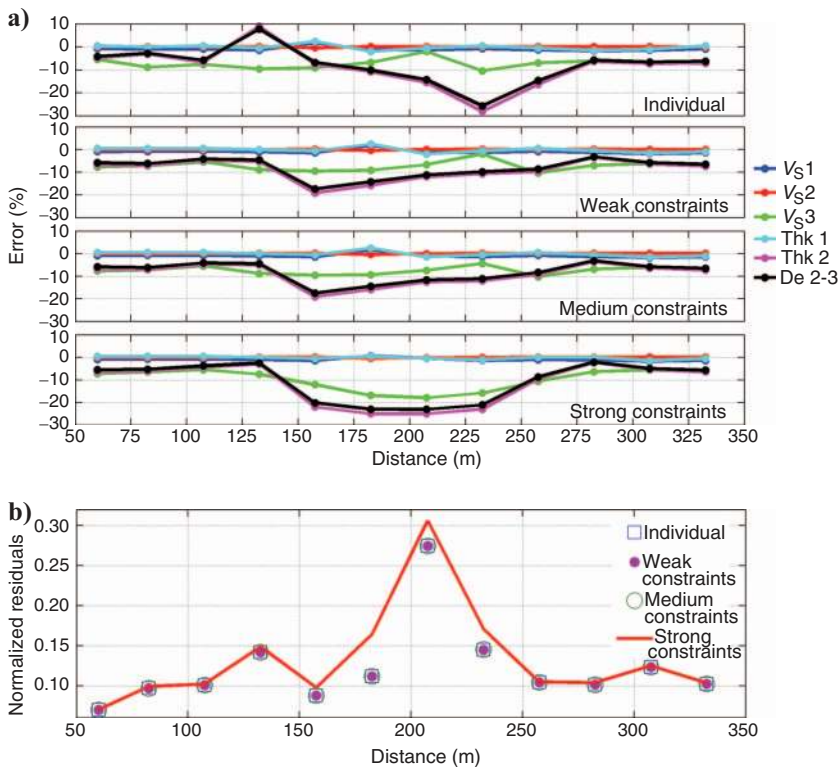 a)
10
0
−10
−20
−30
Individual
10
0
−10
−20
−30
Weak constraints
10
0
−10
−20
−30
Medium constraints
10
0
−10
−20
−30
Strong constraints
Error (%)
50 75 100 125 150 175 200 225 250 275 300 325 350
Distance (m)
VS1
VS2
VS3
Thk 1
Thk 2
De 2-3
b)
0.30
0.25
0.20
0.15
0.10
Normalized residuals
50 100 150 200 250 300 350
Distance (m)
Individual
Weak
constraints
Medium
constraints
Strong
constraints